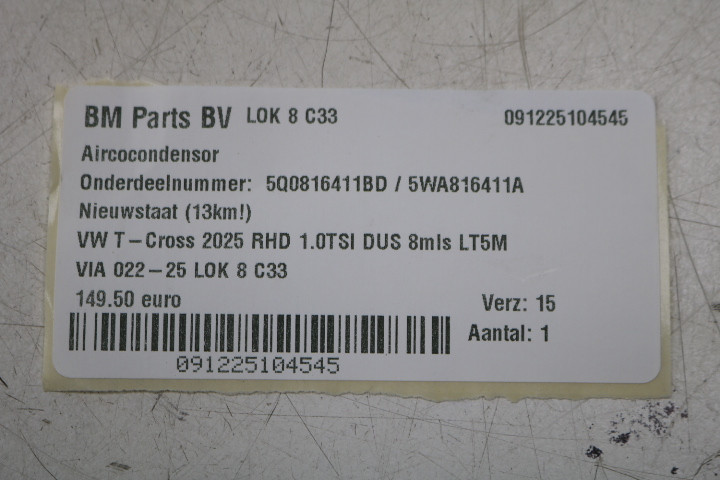 BM Parts BV LOK 8 C33 091225104545
Aircocondensor
Onderdeelnummer: 5Q0816411BD / 5WA816411A
Nieuwstaat (13km!)
VW T-Cross 2025 RHD 1.0TSI DUS 8mls LT5M
VIA 022-25 LOK 8 C33
149.50 euro Verz: 15
Aantal: 1
091225104545